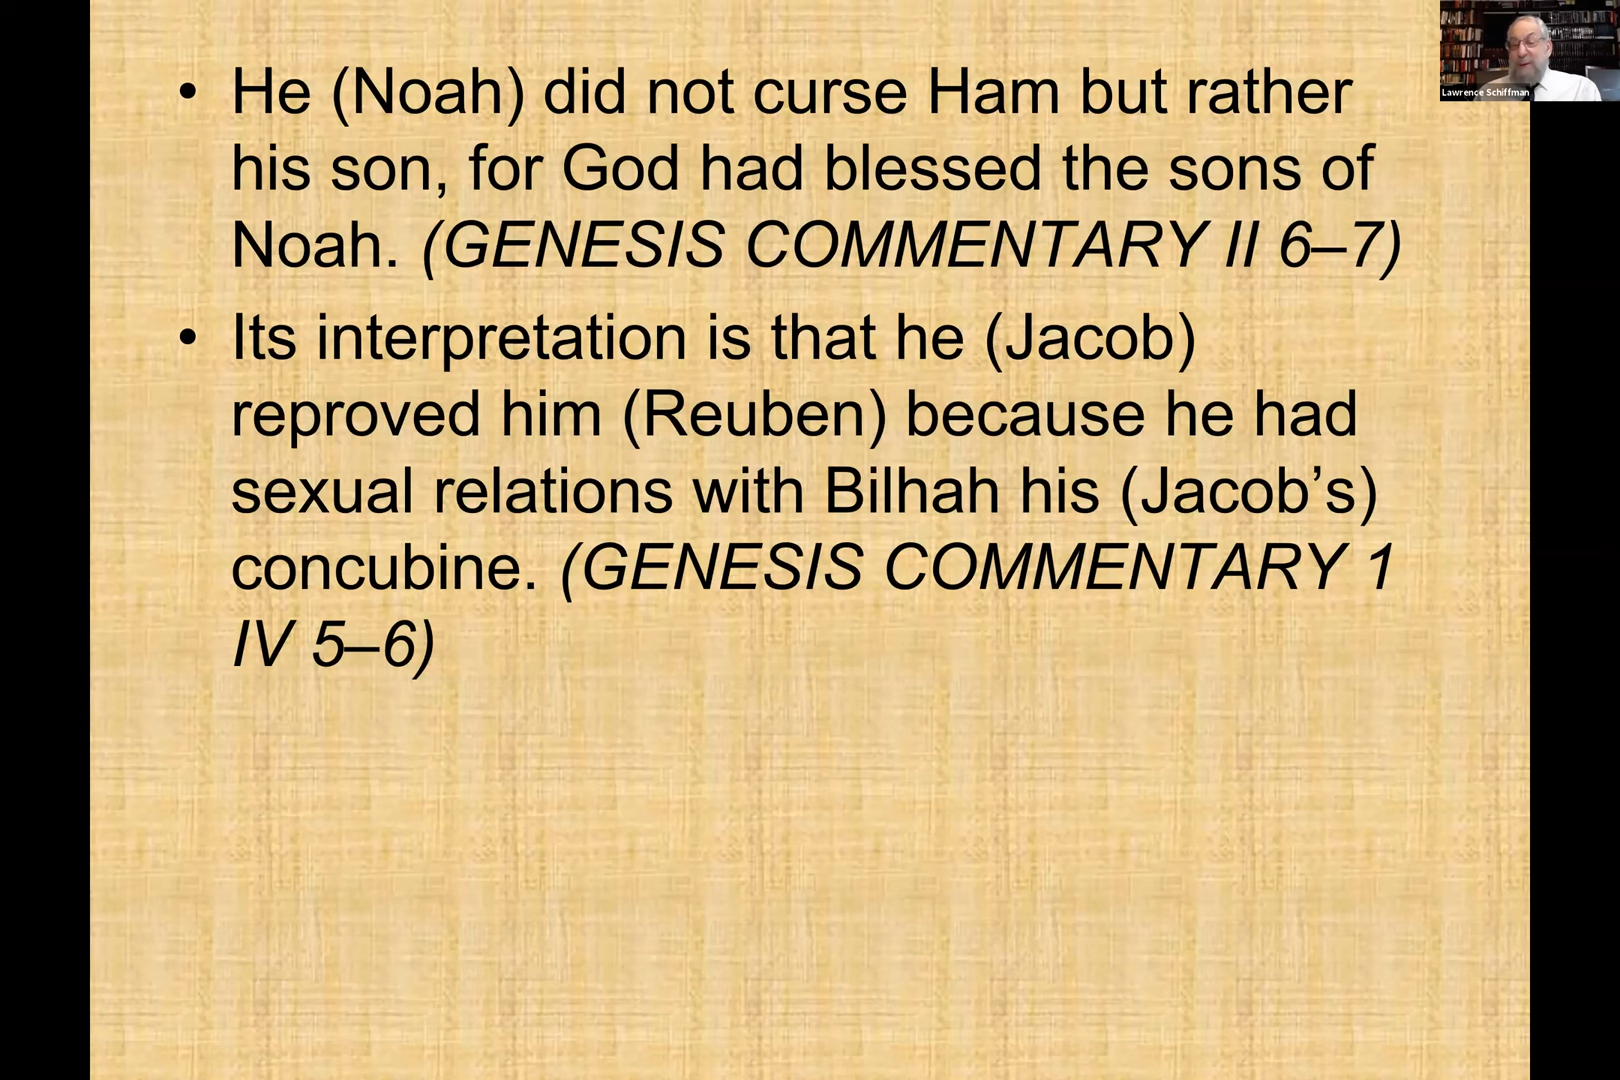 • He (Noah) did not curse Ham but rather
his son, for God had blessed the sons of
Noah. (GENESIS COMMENTARY II 6–7)
• Its interpretation is that he (Jacob)
reproved him (Reuben) because he had
sexual relations with Bilhah his (Jacob’s)
concubine. (GENESIS COMMENTARY 1
IV 5–6)
Lawrence Schiffman